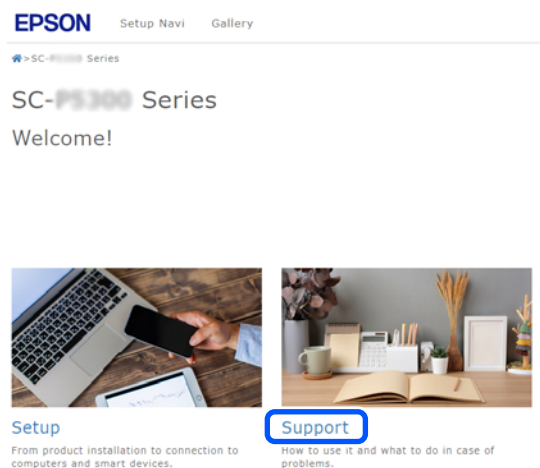 EPSON Setup Navi Gallery
>SC- Series
SC- Series
Welcome!
Setup
From product installation to connection to
computers and smart devices.
Support
How to use it and what to do in case of
problems.